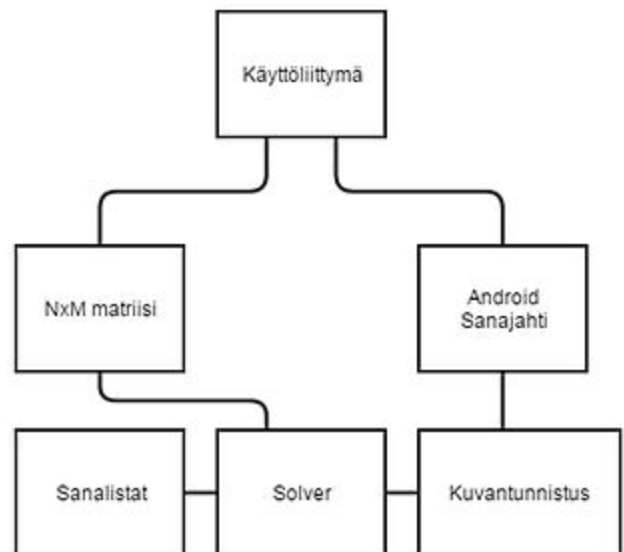 Käyttöliittymä
NxM matriisi
Android
Sanajahti
Sanalistat
Solver
Kuvantunnistus